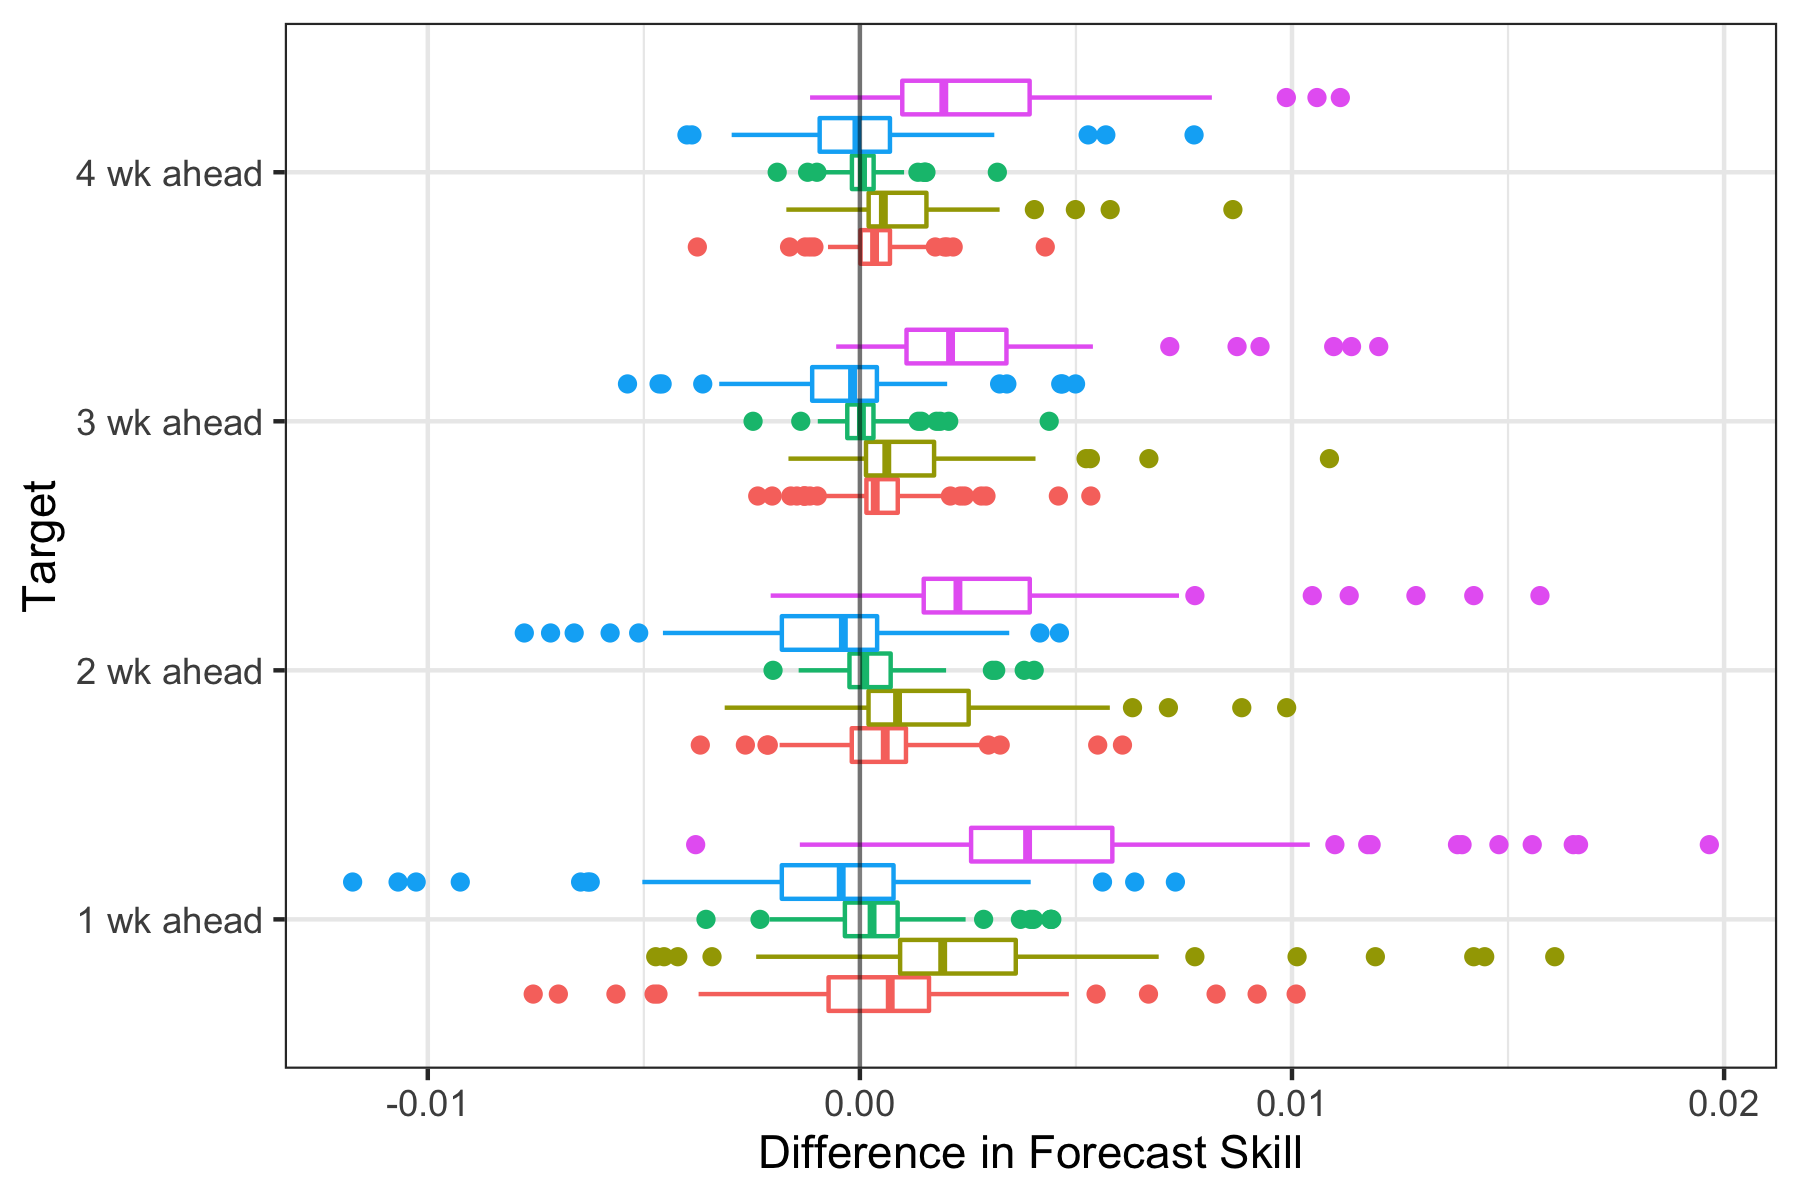 Target
4 wk ahead
3 wk ahead
2 wk ahead
1 wk ahead
-0.01 0.00 0.01 0.02
Difference in Forecast Skill